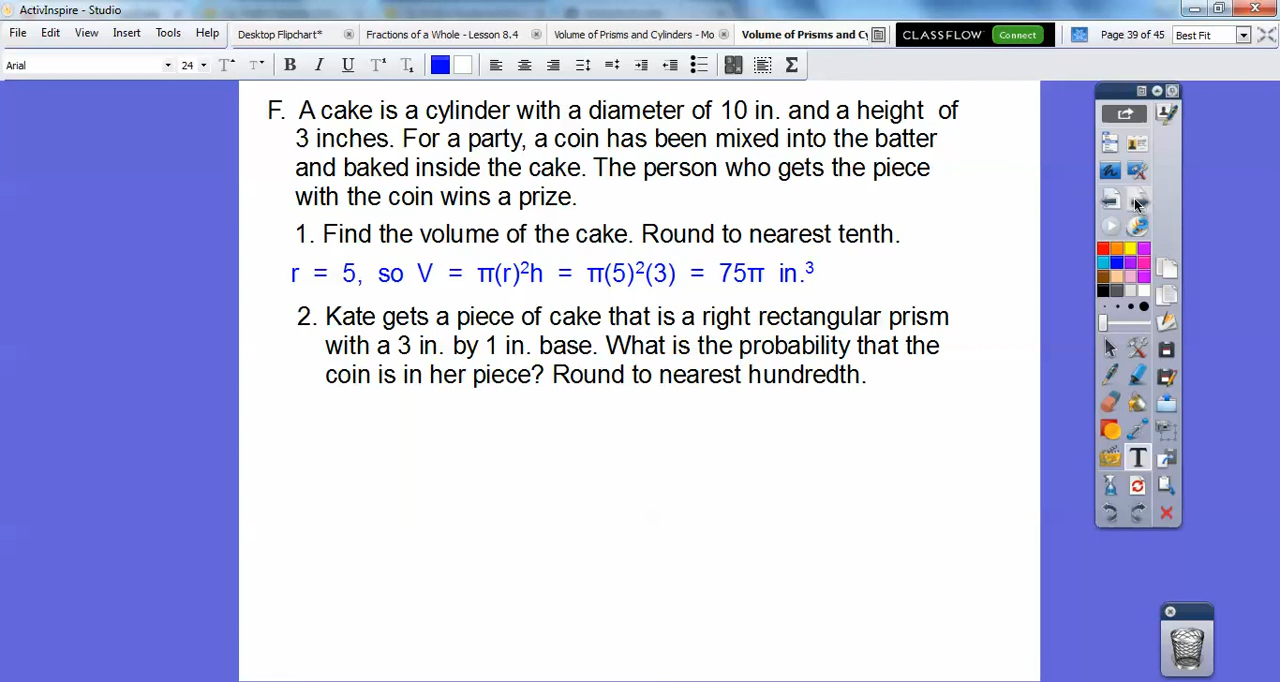 ActivInspire - Studio
File Edit View Insert Tools Help
Desktop Flipchart*
Fractions of a Whole - Lesson 8.4
Volume of Prisms and Cylinders - Mo
Volume of Prisms and Cy
CLASSFLOW Connect
Page 39 of 45
Best Fit
Arial 24 T T B I U T¹ T₁ Σ
F. A cake is a cylinder with a diameter of 10 in. and a height of
3 inches. For a party, a coin has been mixed into the batter
and baked inside the cake. The person who gets the piece
with the coin wins a prize.
1. Find the volume of the cake. Round to nearest tenth.
r = 5, so V = π(r)²h = π(5)²(3) = 75π in.³
2. Kate gets a piece of cake that is a right rectangular prism
with a 3 in. by 1 in. base. What is the probability that the
coin is in her piece? Round to nearest hundredth.
T